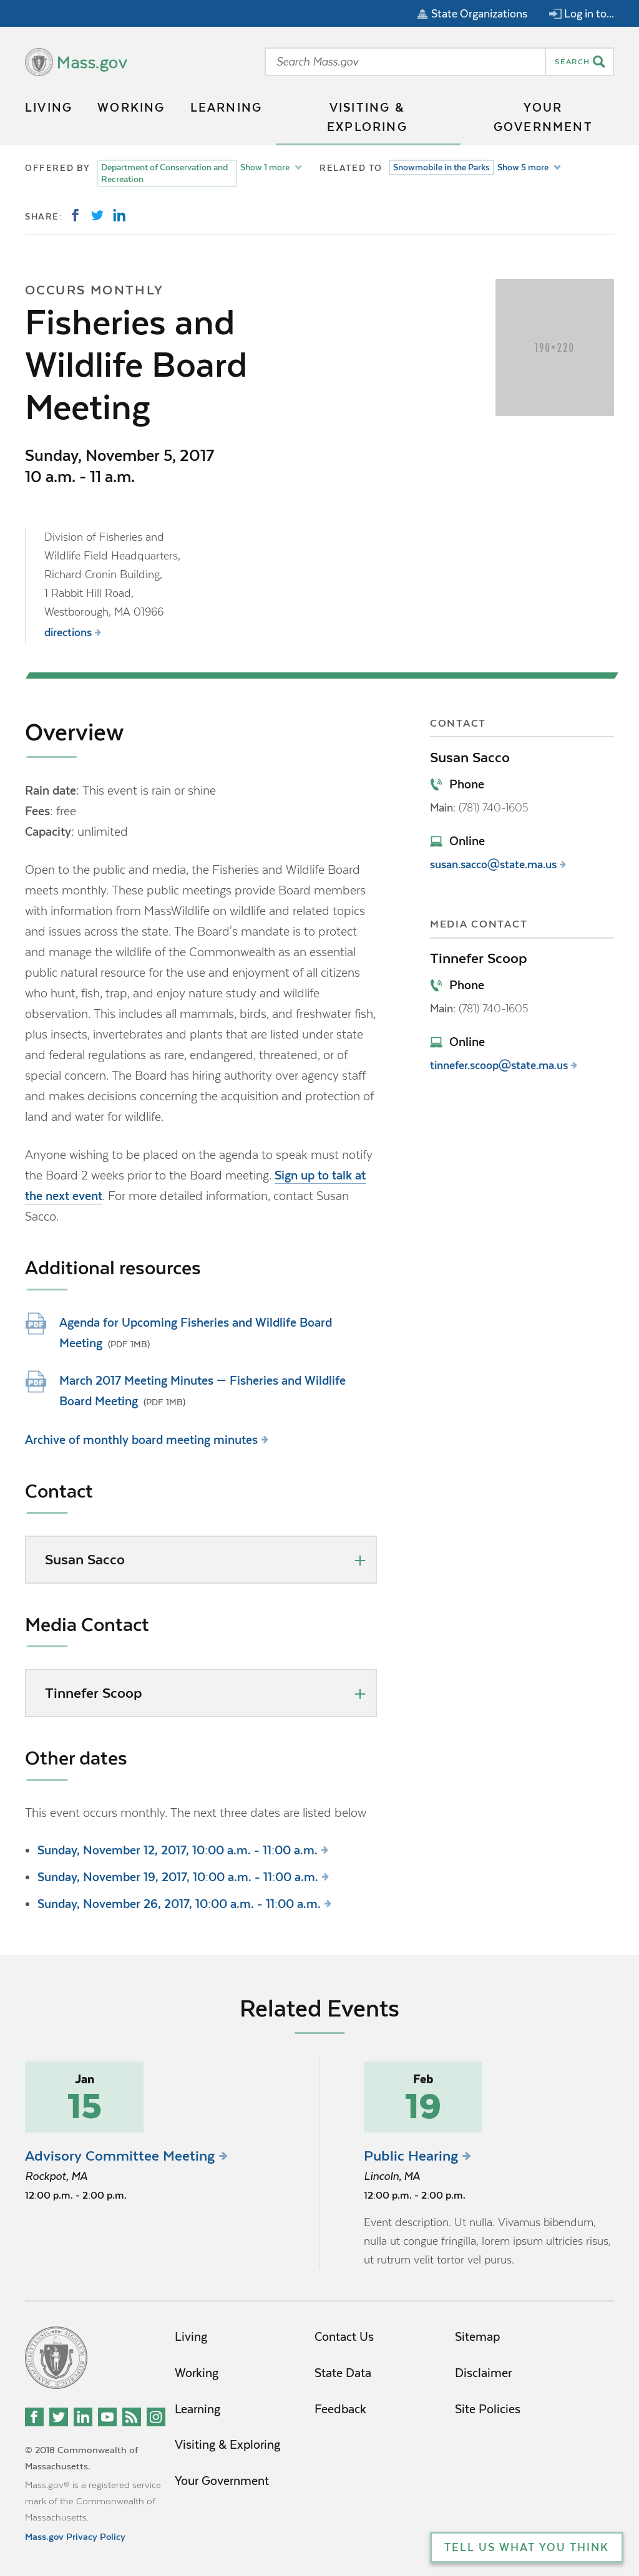 State Organizations
Log in to...
Mass.gov
Search Mass.gov
SEARCH
LIVING
WORKING
LEARNING
VISITING &
EXPLORING
YOUR
GOVERNMENT
OFFERED BY
Department of Conservation and
Recreation
Show 1 more
RELATED TO
Snowmobile in the Parks
Show 5 more
SHARE:
OCCURS MONTHLY
Fisheries and
Wildlife Board
Meeting
190×220
Sunday, November 5, 2017
10 a.m. - 11 a.m.
Division of Fisheries and
Wildlife Field Headquarters,
Richard Cronin Building,
1 Rabbit Hill Road,
Westborough, MA 01966
directions
Overview
Rain date: This event is rain or shine
Fees: free
Capacity: unlimited
Open to the public and media, the Fisheries and Wildlife Board
meets monthly. These public meetings provide Board members
with information from MassWildlife on wildlife and related topics
and issues across the state. The Board's mandate is to protect
and manage the wildlife of the Commonwealth as an essential
public natural resource for the use and enjoyment of all citizens
who hunt, fish, trap, and enjoy nature study and wildlife
observation. This includes all mammals, birds, and freshwater fish,
plus insects, invertebrates and plants that are listed under state
and federal regulations as rare, endangered, threatened, or of
special concern. The Board has hiring authority over agency staff
and makes decisions concerning the acquisition and protection of
land and water for wildlife.
Anyone wishing to be placed on the agenda to speak must notify
the Board 2 weeks prior to the Board meeting. Sign up to talk at
the next event. For more detailed information, contact Susan
Sacco.
Additional resources
PDF
Agenda for Upcoming Fisheries and Wildlife Board
Meeting (PDF 1MB)
PDF
March 2017 Meeting Minutes — Fisheries and Wildlife
Board Meeting (PDF 1MB)
Archive of monthly board meeting minutes
Contact
Susan Sacco
Media Contact
Tinnefer Scoop
Other dates
This event occurs monthly. The next three dates are listed below
Sunday, November 12, 2017, 10:00 a.m. - 11:00 a.m.
Sunday, November 19, 2017, 10:00 a.m. - 11:00 a.m.
Sunday, November 26, 2017, 10:00 a.m. - 11:00 a.m.
CONTACT
Susan Sacco
Phone
Main: (781) 740-1605
Online
susan.sacco@state.ma.us
MEDIA CONTACT
Tinnefer Scoop
Phone
Main: (781) 740-1605
Online
tinnefer.scoop@state.ma.us
Related Events
Jan
15
Advisory Committee Meeting
Rockpot, MA
12:00 p.m. - 2:00 p.m.
Feb
19
Public Hearing
Lincoln, MA
12:00 p.m. - 2:00 p.m.
Event description. Ut nulla. Vivamus bibendum,
nulla ut congue fringilla, lorem ipsum ultricies risus,
ut rutrum velit tortor vel purus.
Living
Working
Learning
Visiting & Exploring
Your Government
Contact Us
State Data
Feedback
Sitemap
Disclaimer
Site Policies
© 2018 Commonwealth of
Massachusetts.
Mass.gov® is a registered service
mark of the Commonwealth of
Massachusetts.
Mass.gov Privacy Policy
TELL US WHAT YOU THINK